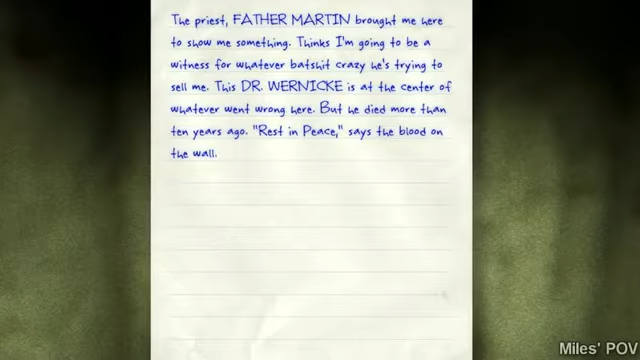 The priest, FATHER MARTIN brought me here
to show me something. Thinks I'm going to be a
witness for whatever batshit crazy he's trying to
sell me. This DR. WERNICKE is at the center of
whatever went wrong here. But he died more than
ten years ago. "Rest in Peace," says the blood on
the wall.
Miles' POV